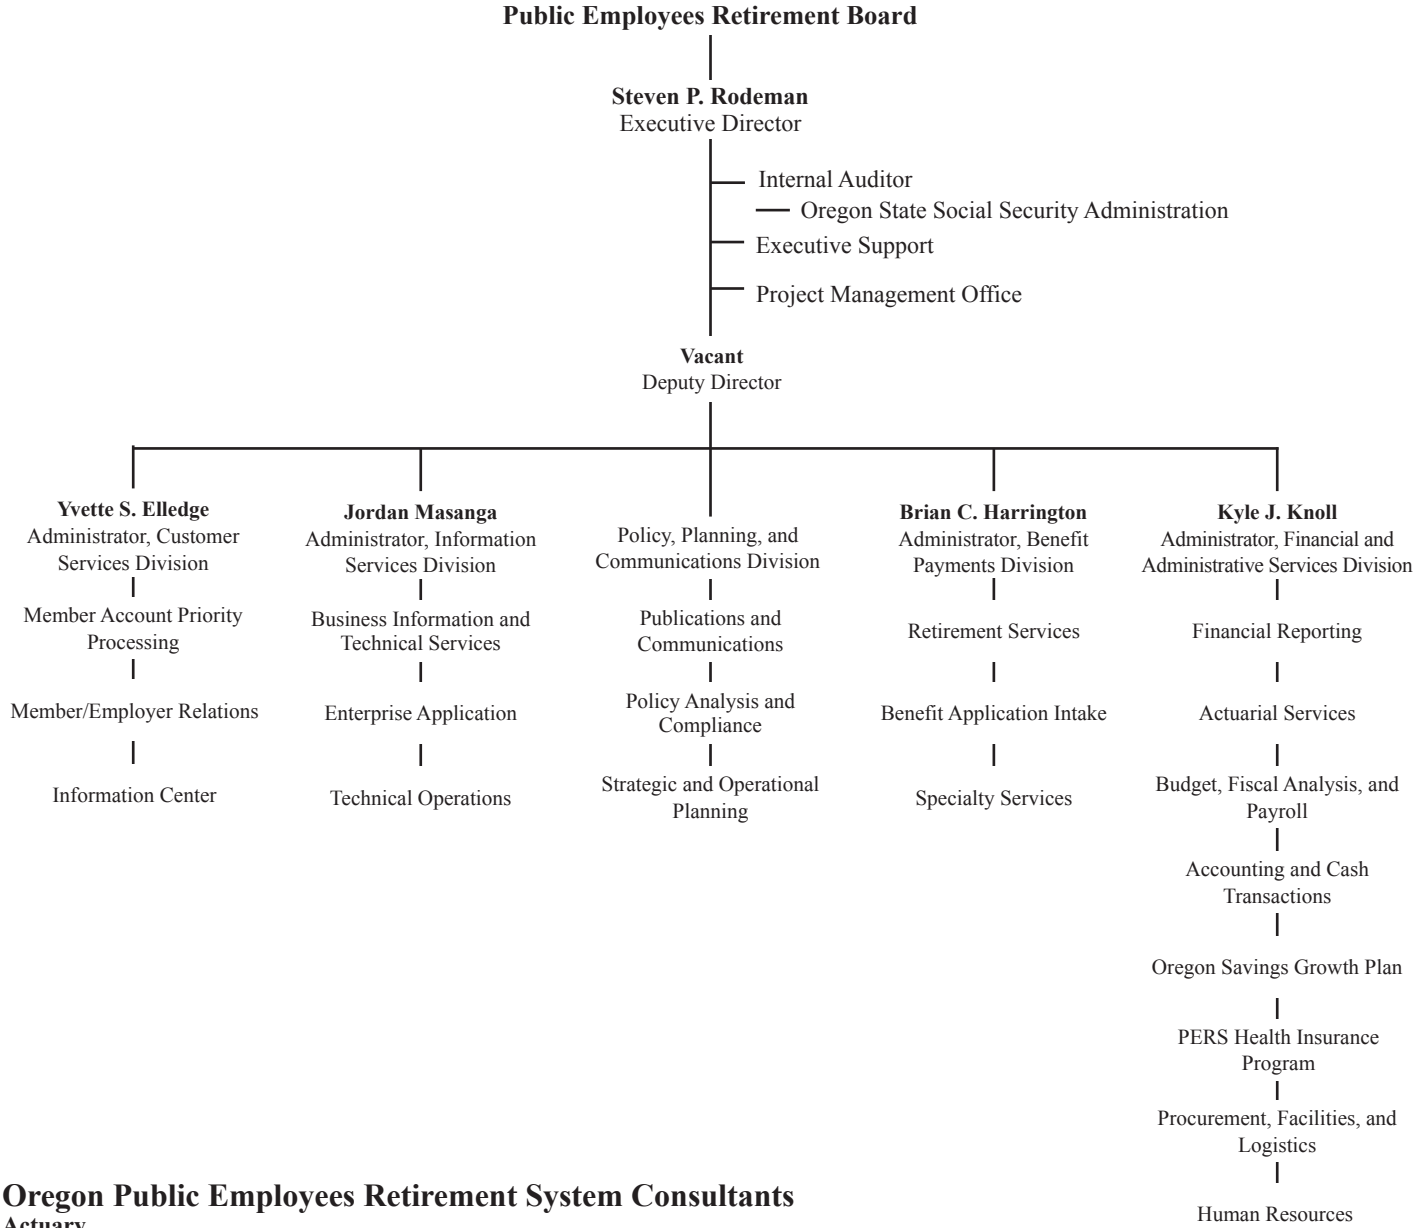 Public Employees Retirement Board
Steven P. Rodeman
Executive Director
Internal Auditor
Oregon State Social Security Administration
Executive Support
Project Management Office
Vacant
Deputy Director
Yvette S. Elledge
Administrator, Customer
Services Division
Member Account Priority
Processing
Member/Employer Relations
Information Center
Jordan Masanga
Administrator, Information
Services Division
Business Information and
Technical Services
Enterprise Application
Technical Operations
Policy, Planning, and
Communications Division
Publications and
Communications
Policy Analysis and
Compliance
Strategic and Operational
Planning
Brian C. Harrington
Administrator, Benefit
Payments Division
Retirement Services
Benefit Application Intake
Specialty Services
Kyle J. Knoll
Administrator, Financial and
Administrative Services Division
Financial Reporting
Actuarial Services
Budget, Fiscal Analysis, and
Payroll
Accounting and Cash
Transactions
Oregon Savings Growth Plan
PERS Health Insurance
Program
Procurement, Facilities, and
Logistics
Human Resources
Oregon Public Employees Retirement System Consultants
Actuary